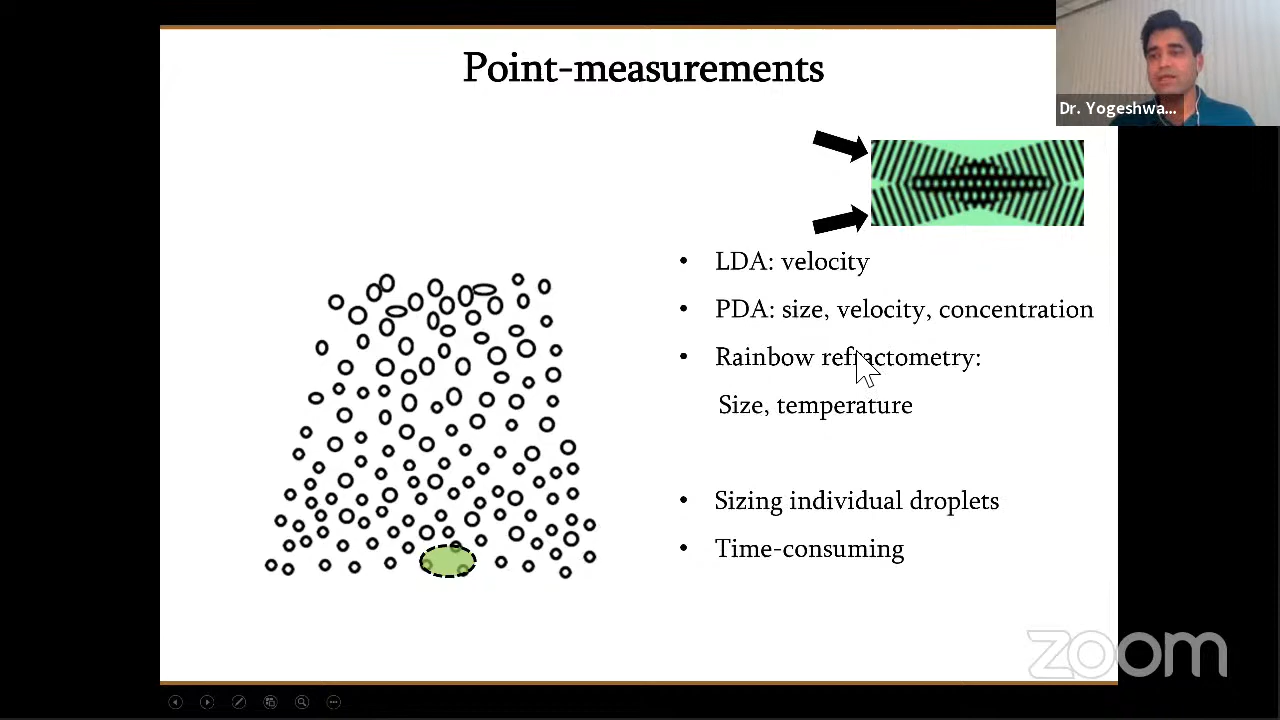 Point-measurements
Dr. Yogeshwa...
• LDA: velocity
• PDA: size, velocity, concentration
• Rainbow refractometry:
Size, temperature
• Sizing individual droplets
• Time-consuming
zoom